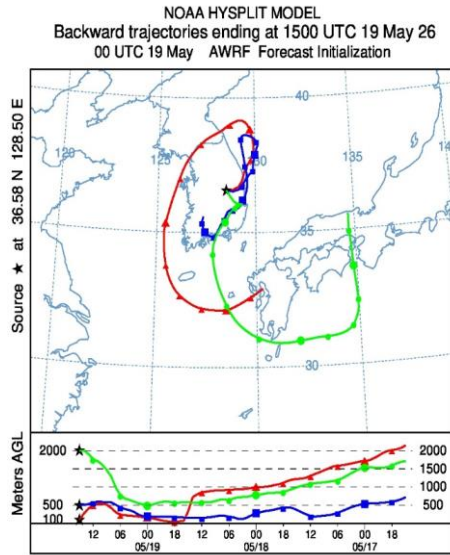 NOAA HYSPLIT MODEL
Backward trajectories ending at 1500 UTC 19 May 26
00 UTC 19 May AWRF Forecast Initialization
Source ★ at 36.58 N 128.50 E
40
120
125
130
135
14
35
30
Meters AGL
2000
1500
1000
500
2000
500
100
12 06 00 18 12 06 00 18 12 06 00 18
05/19 05/18 05/17